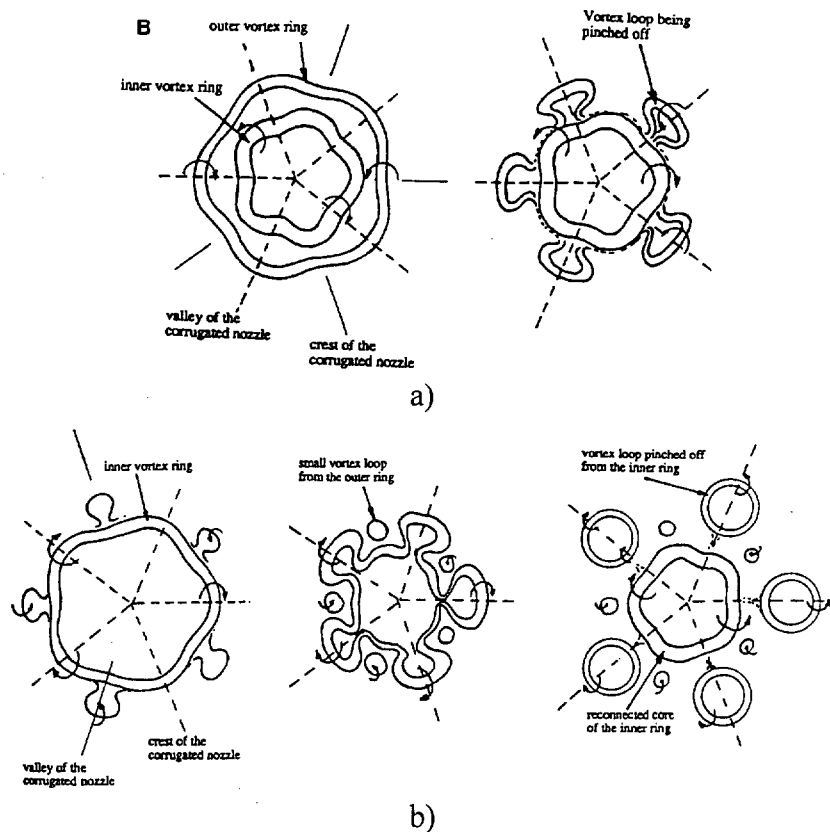 B
outer vortex ring
inner vortex ring
Vortex loop being
pinched off
valley of the
corrugated nozzle
crest of the
corrugated nozzle
a)
inner vortex ring
small vortex loop
from the outer ring
vortex loop pinched off
from the inner ring
valley of the
corrugated nozzle
crest of the
corrugated nozzle
reconnected core
of the inner ring
b)